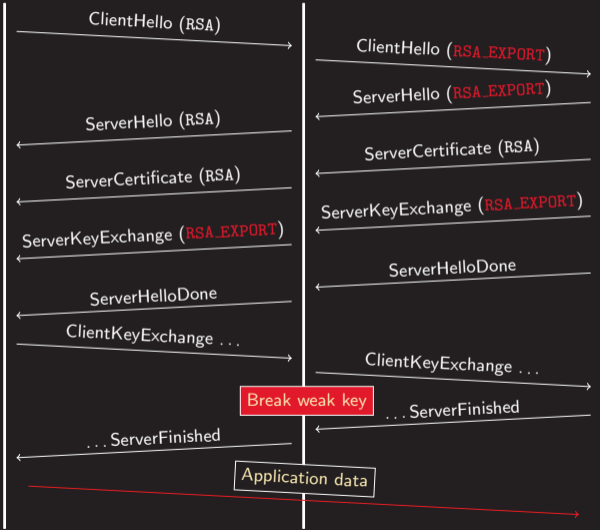 ClientHello (RSA)
ClientHello (RSA_EXPORT)
ServerHello (RSA_EXPORT)
ServerHello (RSA)
ServerCertificate (RSA)
ServerCertificate (RSA)
ServerKeyExchange (RSA_EXPORT)
ServerKeyExchange (RSA_EXPORT)
ServerHelloDone
ServerHelloDone
ClientKeyExchange ...
ClientKeyExchange ...
Break weak key
...ServerFinished
...ServerFinished
Application data